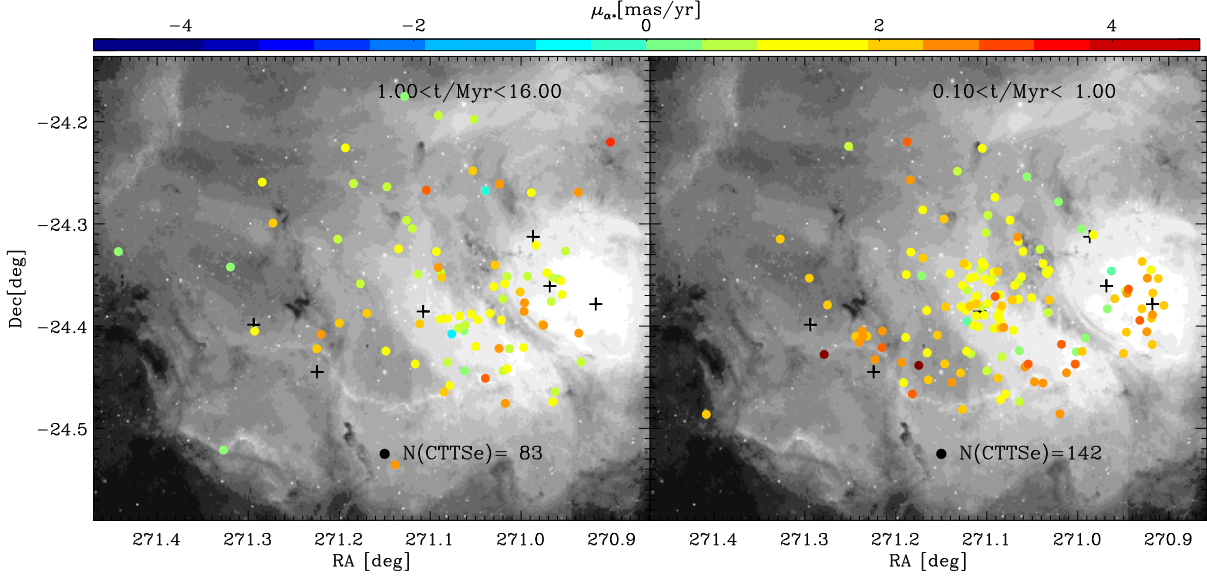 μα*[mas/yr]
−4 −2 0 2 4
1.00<t/Myr<16.00
0.10<t/Myr< 1.00
−24.2
−24.3
−24.4
−24.5
Dec[deg]
N(CTTSe)= 83
N(CTTSe)=142
271.4 271.3 271.2 271.1 271.0 270.9
271.4 271.3 271.2 271.1 271.0 270.9
RA [deg]
RA [deg]